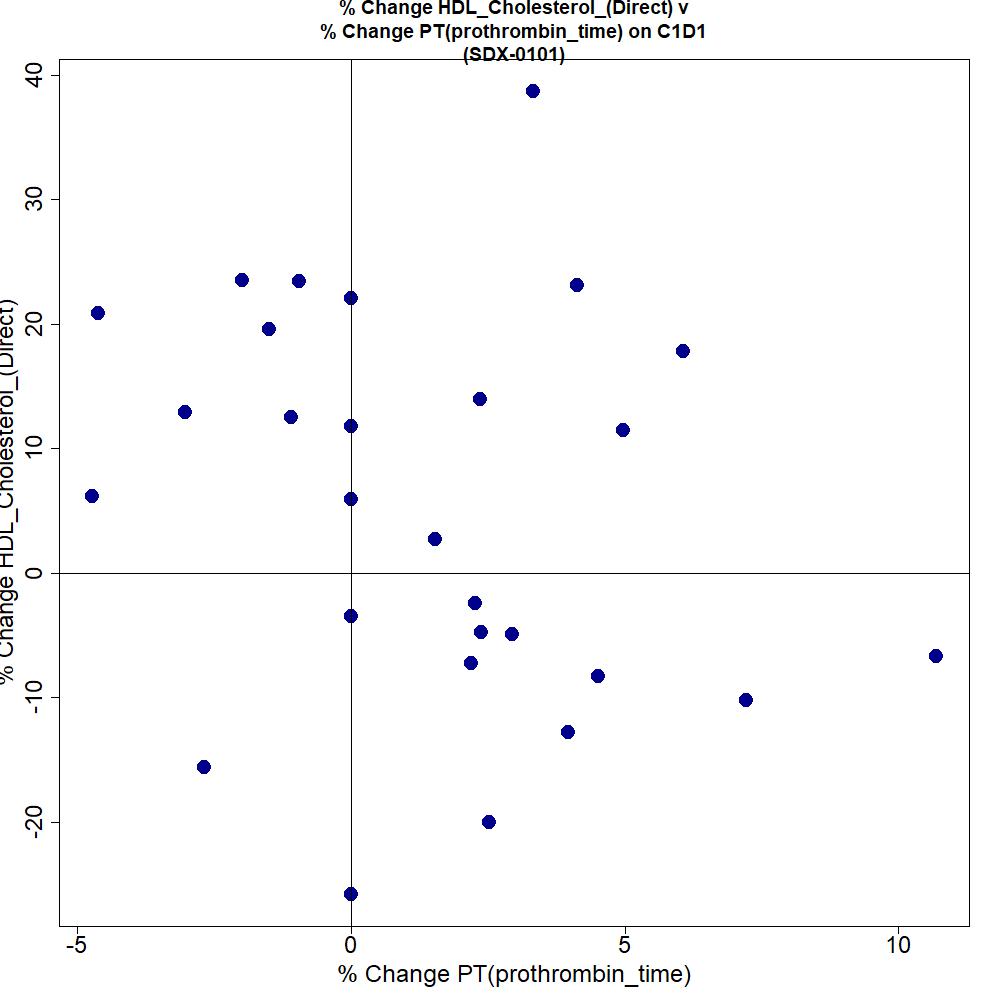 % Change HDL_Cholesterol_(Direct) v
% Change PT(prothrombin_time) on C1D1
(SDX-0101)
% Change HDL_Cholesterol_(Direct)
40
30
20
10
0
-10
-20
-5
0
5
10
% Change PT(prothrombin_time)